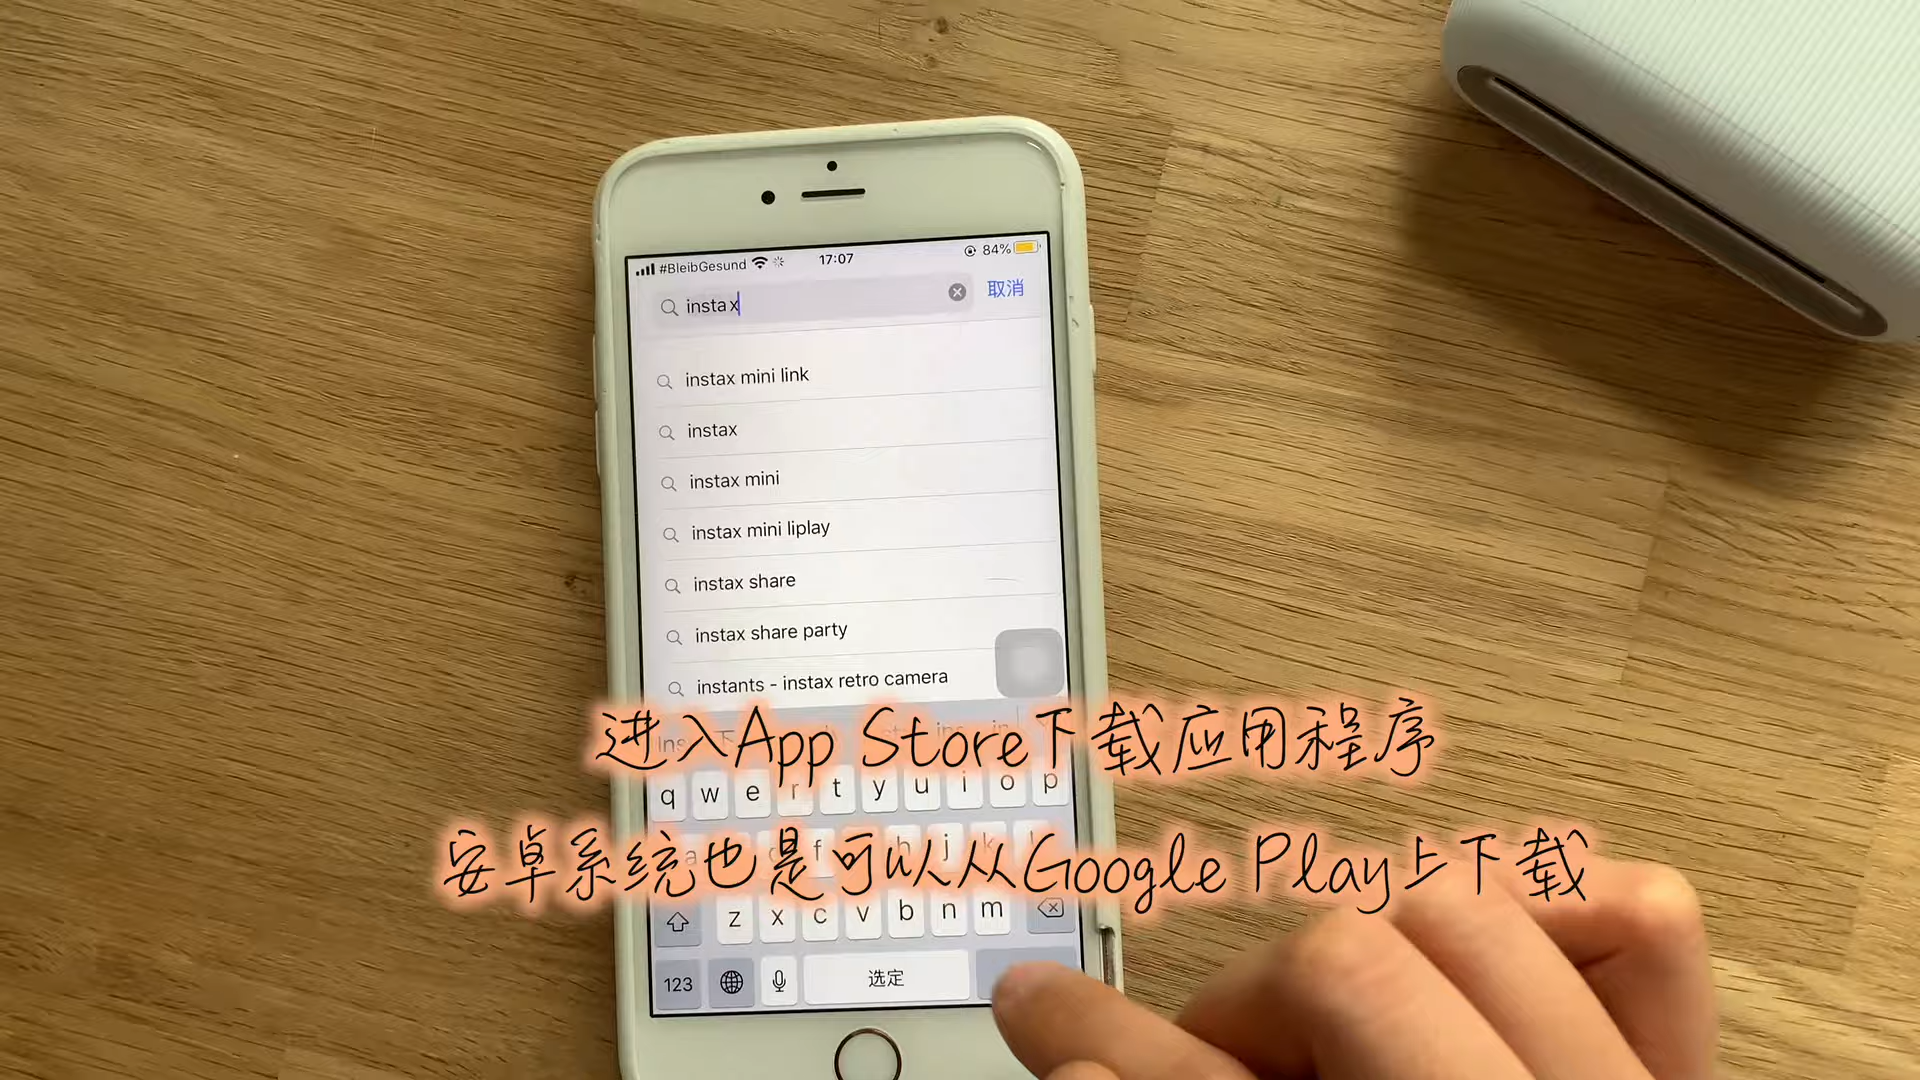 #BleibGesund 17:07 84%
instax 取消
instax mini link
instax
instax mini
instax mini liplay
instax share
instax share party
instants - instax retro camera
进入App Store下载应用程序
q w e r t y u i o p
安卓系统也是可以从Google Play上下载
z x c v b n m
123 选定